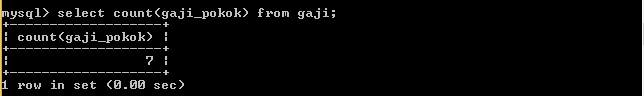 mysql> select count(gaji_pokok) from gaji;
+-------------------+
| count(gaji_pokok) |
+-------------------+
|                 7 |
+-------------------+
1 row in set (0.00 sec)